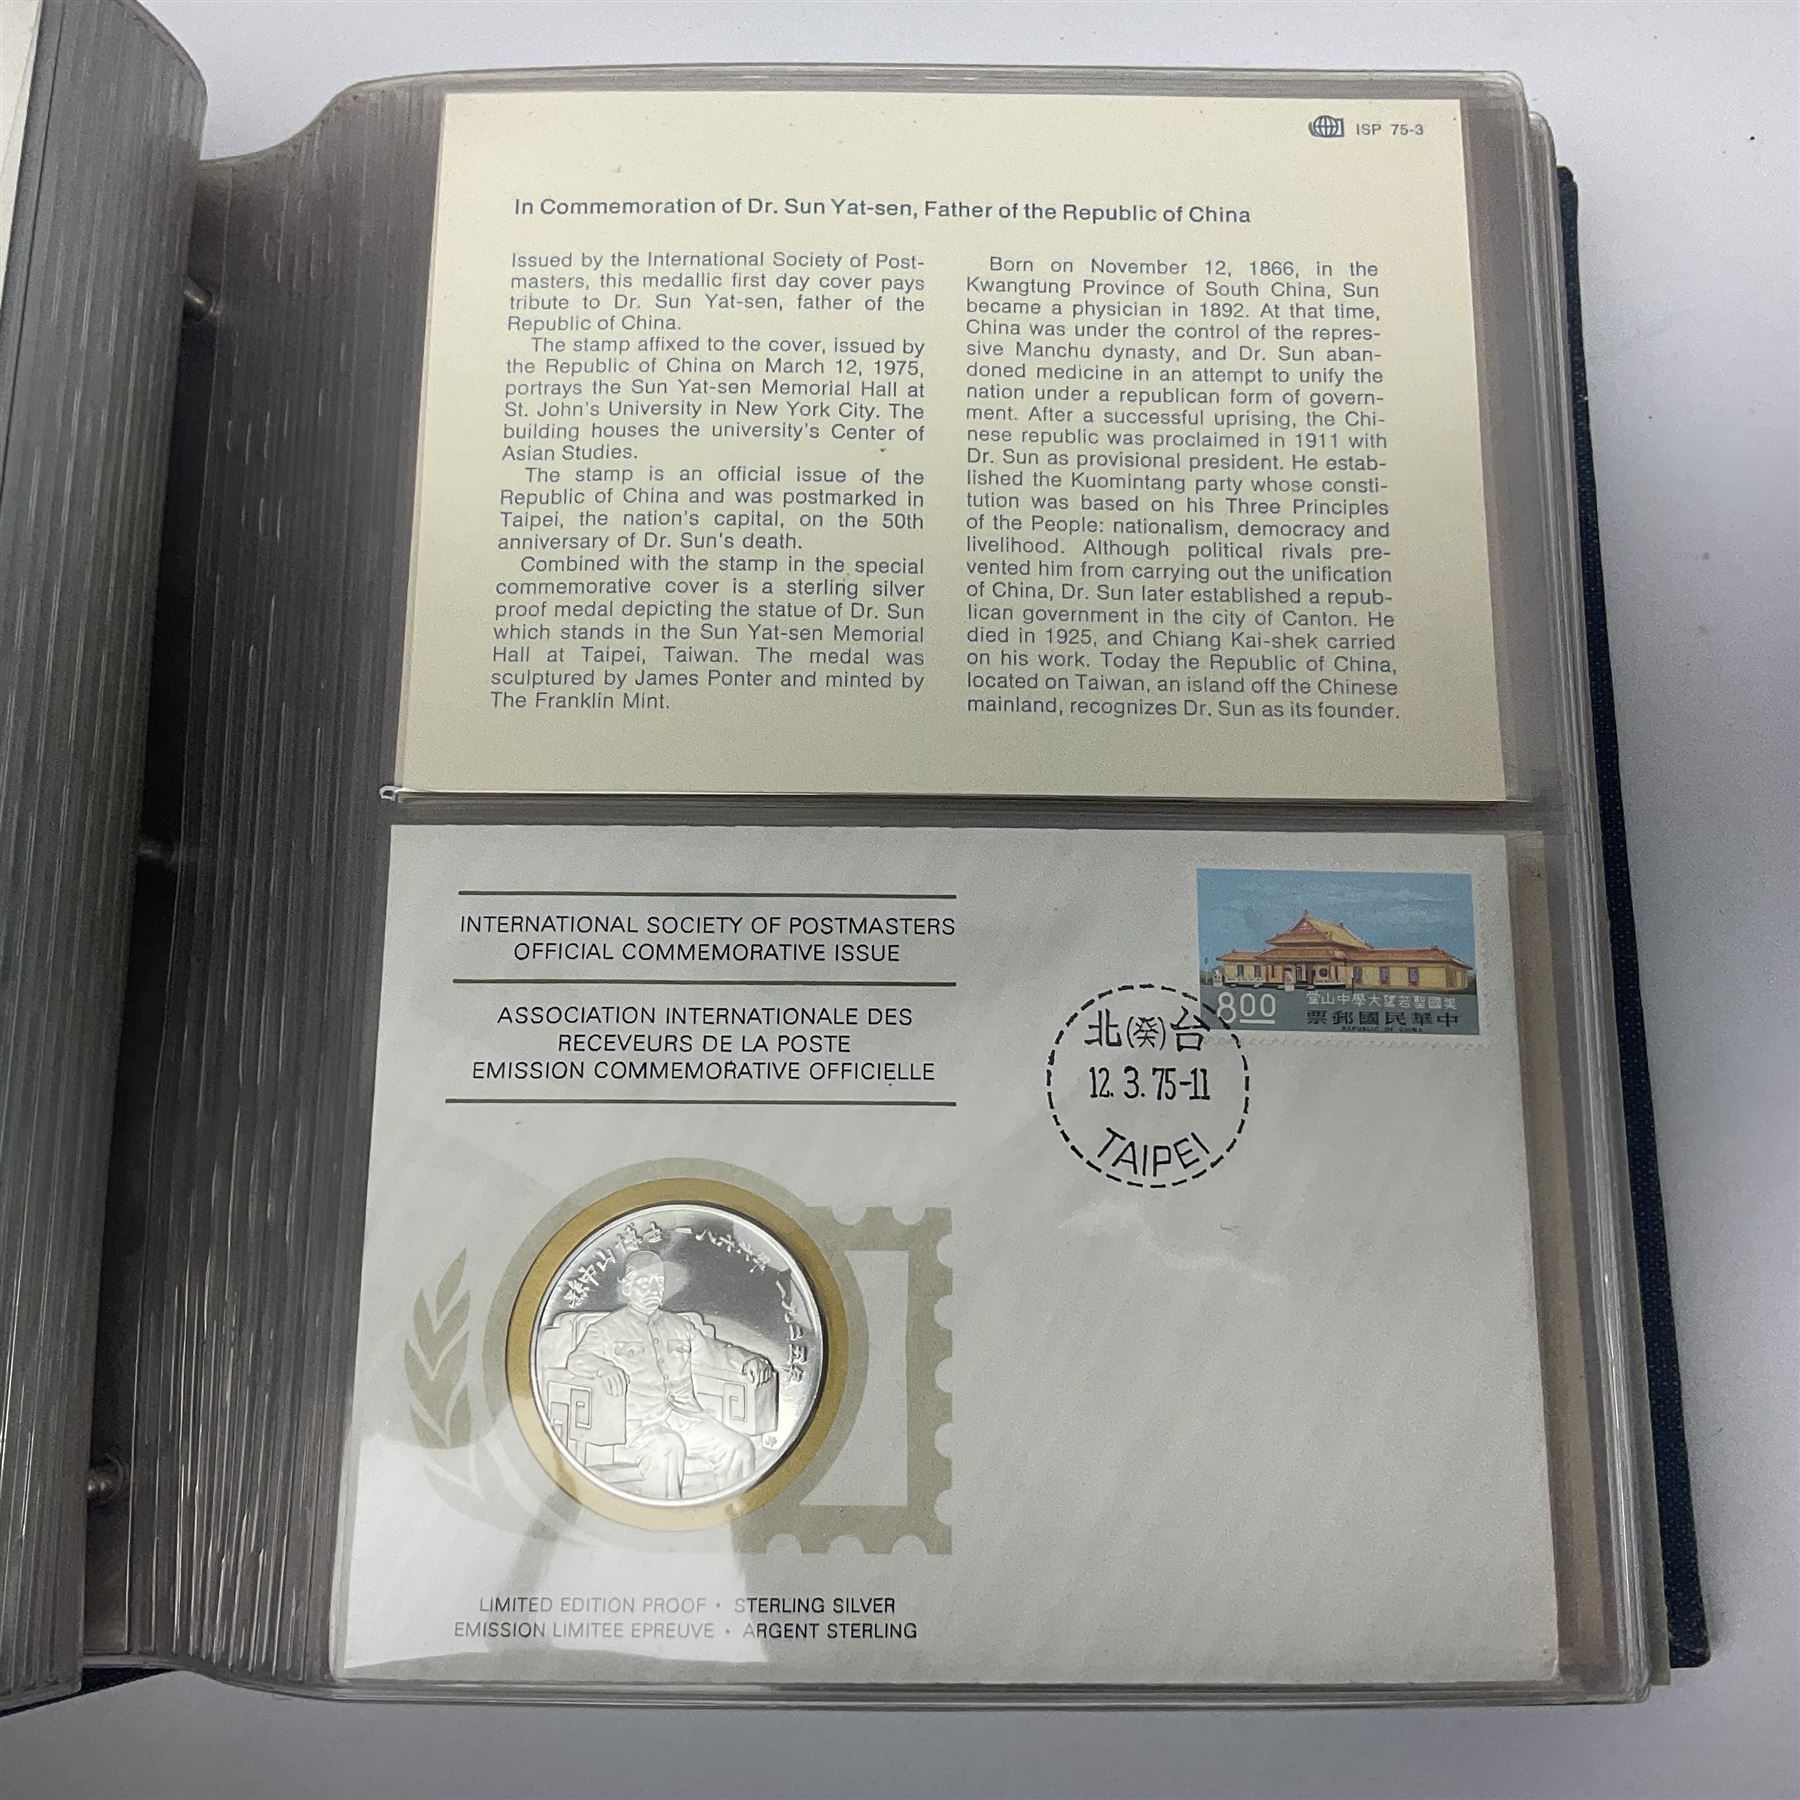 ISP 75-3
In Commemoration of Dr. Sun Yat-sen, Father of the Republic of China
Issued by the International Society of Post-
masters, this medallic first day cover pays
tribute to Dr. Sun Yat-sen, father of the
Republic of China.
The stamp affixed to the cover, issued by
the Republic of China on March 12, 1975,
portrays the Sun Yat-sen Memorial Hall at
St. John's University in New York City. The
building houses the university's Center of
Asian Studies.
The stamp is an official issue of the
Republic of China and was postmarked in
Taipei, the nation's capital, on the 50th
anniversary of Dr. Sun's death.
Combined with the stamp in the special
commemorative cover is a sterling silver
proof medal depicting the statue of Dr. Sun
which stands in the Sun Yat-sen Memorial
Hall at Taipei, Taiwan. The medal was
sculptured by James Ponter and minted by
The Franklin Mint.
Born on November 12, 1866, in the
Kwangtung Province of South China, Sun
became a physician in 1892. At that time,
China was under the control of the repres-
sive Manchu dynasty, and Dr. Sun aban-
doned medicine in an attempt to unify the
nation under a republican form of govern-
ment. After a successful uprising, the Chi-
nese republic was proclaimed in 1911 with
Dr. Sun as provisional president. He estab-
lished the Kuomintang party whose consti-
tution was based on his Three Principles
of the People: nationalism, democracy and
livelihood. Although political rivals pre-
vented him from carrying out the unification
of China, Dr. Sun later established a repub-
lican government in the city of Canton. He
died in 1925, and Chiang Kai-shek carried
on his work. Today the Republic of China,
located on Taiwan, an island off the Chinese
mainland, recognizes Dr. Sun as its founder.
INTERNATIONAL SOCIETY OF POSTMASTERS
OFFICIAL COMMEMORATIVE ISSUE
ASSOCIATION INTERNATIONALE DES
RECEVEURS DE LA POSTE
EMISSION COMMEMORATIVE OFFICIELLE
8.00
堂山中學大望若聖國美
票郵國民華中
REPUBLIC OF CHINA
北(癸)台
12.3.75-11
TAIPEI
孫中山博士一八六六年 一九二五年
JP
LIMITED EDITION PROOF • STERLING SILVER
EMISSION LIMITEE EPREUVE • ARGENT STERLING